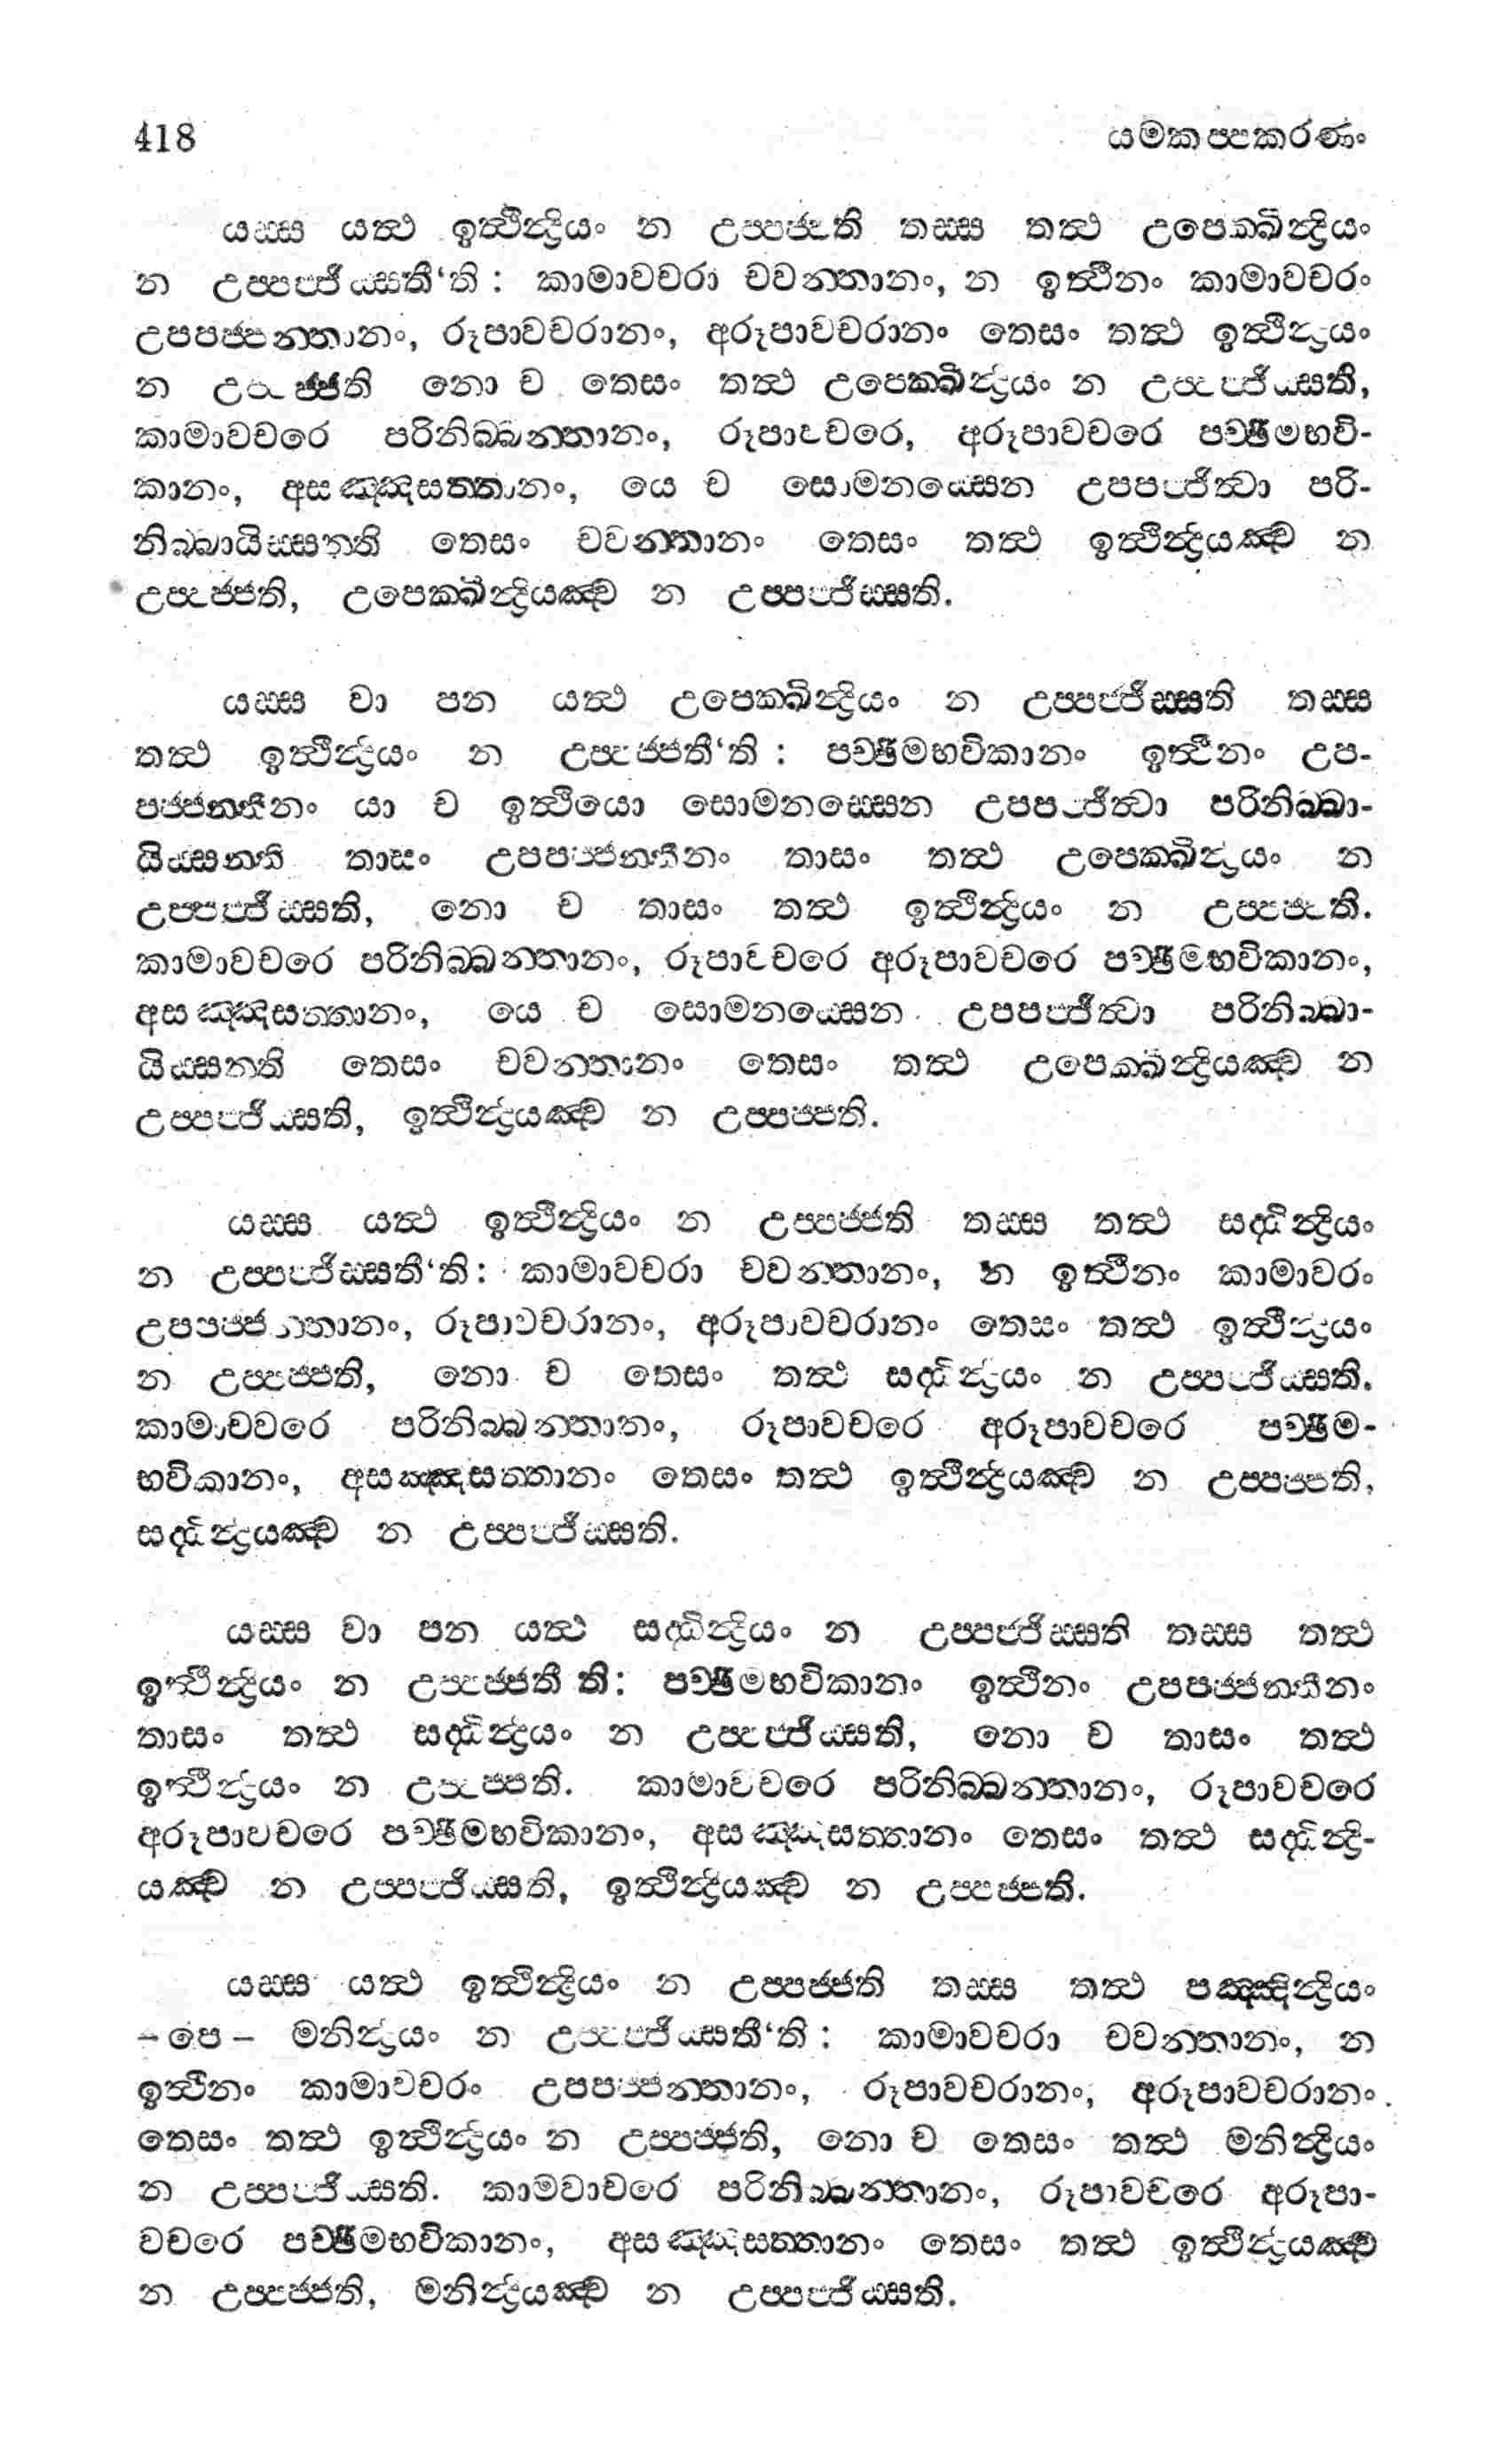 418 යමකප්පකරණං
යස්ස යත්ථ ඉත්ථින්ද්‍රියං න උප්පජ්ජති තස්ස තත්ථ උපෙක්ඛින්ද්‍රියං
න උප්පජ්ජිස්සතී‘ති : කාමාවචරා චවන්තානං, න ඉත්ථීනං කාමාවචරං
උපපජ්ජන්තානං, රූපාවචරානං, අරූපාවචරානං තෙසං තත්ථ ඉත්ථින්ද්‍රියං
න උප්පජ්ජති නො ච තෙසං තත්ථ උපෙක්ඛින්ද්‍රියං න උප්පජ්ජිස්සති,
කාමාවචරෙ පරිනිබ්බන්තානං, රූපාවචරෙ, අරූපාවචරෙ පච්ඡිමභවි-
කානං, අසඤ්ඤසත්තානං, යෙ ච සොමනස්සෙන උපපජ්ජිත්වා පරි-
නිබ්බායිස්සන්ති තෙසං චවන්තානං තෙසං තත්ථ ඉත්ථින්ද්‍රියඤ්ච න
උප්පජ්ජති, උපෙක්ඛින්ද්‍රියඤ්ච න උප්පජ්ජිස්සති.
යස්ස වා පන යත්ථ උපෙක්ඛින්ද්‍රියං න උප්පජ්ජිස්සති තස්ස
තත්ථ ඉත්ථින්ද්‍රියං න උප්පජ්ජතී‘ති : පච්ඡිමභවිකානං ඉත්ථීනං උප-
පජ්ජන්තීනං යා ච ඉත්ථියො සොමනස්සෙන උපපජ්ජිත්වා පරිනිබ්බා-
යිස්සන්ති තාසං උපපජ්ජන්තීනං තාසං තත්ථ උපෙක්ඛින්ද්‍රියං න
උප්පජ්ජිස්සති, නො ච තාසං තත්ථ ඉත්ථින්ද්‍රියං න උප්පජ්ජති.
කාමාවචරෙ පරිනිබ්බන්තානං, රූපාවචරෙ අරූපාවචරෙ පච්ඡිමභවිකානං,
අසඤ්ඤසත්තානං, යෙ ච සොමනස්සෙන උපපජ්ජිත්වා පරිනිබ්බා-
යිස්සන්ති තෙසං චවන්තානං තෙසං තත්ථ උපෙක්ඛින්ද්‍රියඤ්ච න
උප්පජ්ජිස්සති, ඉත්ථින්ද්‍රියඤ්ච න උප්පජ්ජති.
යස්ස යත්ථ ඉත්ථින්ද්‍රියං න උප්පජ්ජති තස්ස තත්ථ සද්ධින්ද්‍රියං
න උප්පජ්ජිස්සතී‘ති: කාමාවචරා චවන්තානං, න ඉත්ථීනං කාමාවරං
උපපජ්ජන්තානං, රූපාවචරානං, අරූපාවචරානං තෙසං තත්ථ ඉත්ථින්ද්‍රියං
න උප්පජ්ජති, නො ච තෙසං තත්ථ සද්ධින්ද්‍රියං න උප්පජ්ජිස්සති.
කාමාචවරෙ පරිනිබ්බන්තානං, රූපාවචරෙ අරූපාවචරෙ පච්ඡිම-
භවිකානං, අසඤ්ඤසත්තානං තෙසං තත්ථ ඉත්ථින්ද්‍රියඤ්ච න උප්පජ්ජති,
සද්ධින්ද්‍රියඤ්ච න උප්පජ්ජිස්සති.
යස්ස වා පන යත්ථ සද්ධින්ද්‍රියං න උප්පජ්ජිස්සති තස්ස තත්ථ
ඉත්ථින්ද්‍රියං න උප්පජ්ජතී ති: පච්ඡිමභවිකානං ඉත්ථීනං උපපජ්ජන්තීනං
තාසං තත්ථ සද්ධින්ද්‍රියං න උප්පජ්ජිස්සති, නො ච තාසං තත්ථ
ඉත්ථින්ද්‍රියං න උප්පජ්ජති. කාමාවචරෙ පරිනිබ්බන්තානං, රූපාවචරෙ
අරූපාවචරෙ පච්ඡිමභවිකානං, අසඤ්ඤසත්තානං තෙසං තත්ථ සද්ධින්ද්‍රි-
යඤ්ච න උප්පජ්ජිස්සති, ඉත්ථින්ද්‍රියඤ්ච න උප්පජ්ජති.
යස්ස යත්ථ ඉත්ථින්ද්‍රියං න උප්පජ්ජති තස්ස තත්ථ පඤ්ඤින්ද්‍රියං
– පෙ – මනින්ද්‍රියං න උප්පජ්ජිස්සතී‘ති : කාමාවචරා චවන්තානං, න
ඉත්ථීනං කාමාවචරං උපපජ්ජන්තානං, රූපාවචරානං, අරූපාවචරානං
තෙසං තත්ථ ඉත්ථින්ද්‍රියං න උප්පජ්ජති, නො ච තෙසං තත්ථ මනින්ද්‍රියං
න උප්පජ්ජිස්සති. කාමවාචරෙ පරිනිබ්බන්තානං, රූපාවචරෙ අරූපා-
වචරෙ පච්ඡිමභවිකානං, අසඤ්ඤසත්තානං තෙසං තත්ථ ඉත්ථින්ද්‍රියඤ්ච
න උප්පජ්ජති, මනින්ද්‍රියඤ්ච න උප්පජ්ජිස්සති.